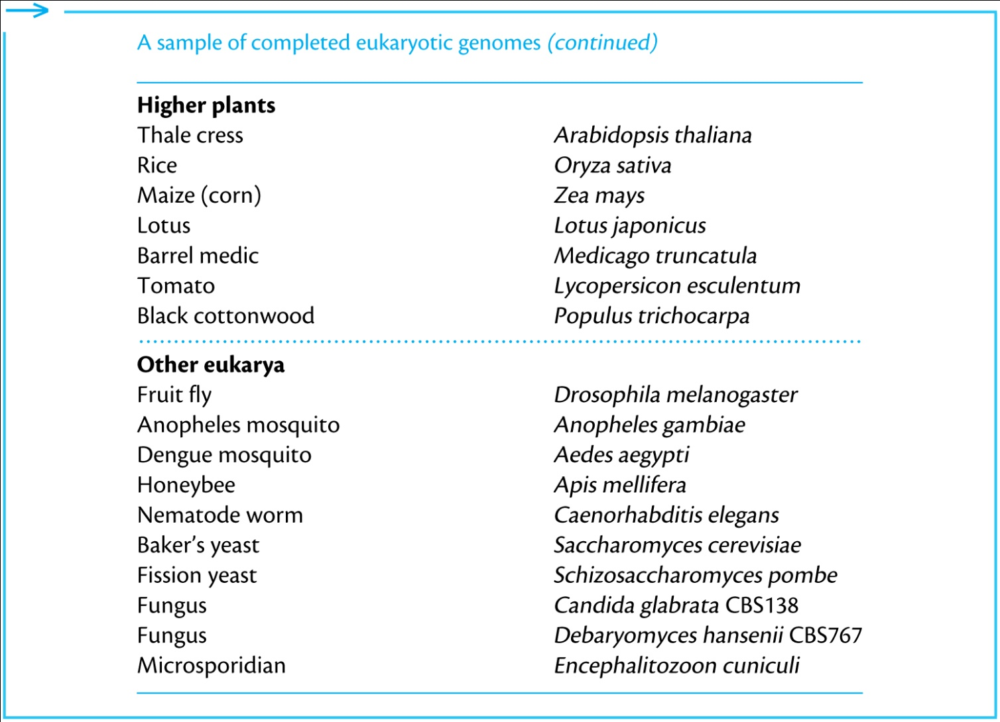 A sample of completed eukaryotic genomes (continued)
Higher plants
Thale cress Arabidopsis thaliana
Rice Oryza sativa
Maize (corn) Zea mays
Lotus Lotus japonicus
Barrel medic Medicago truncatula
Tomato Lycopersicon esculentum
Black cottonwood Populus trichocarpa
Other eukarya
Fruit fly Drosophila melanogaster
Anopheles mosquito Anopheles gambiae
Dengue mosquito Aedes aegypti
Honeybee Apis mellifera
Nematode worm Caenorhabditis elegans
Baker’s yeast Saccharomyces cerevisiae
Fission yeast Schizosaccharomyces pombe
Fungus Candida glabrata CBS138
Fungus Debaryomyces hansenii CBS767
Microsporidian Encephalitozoon cuniculi